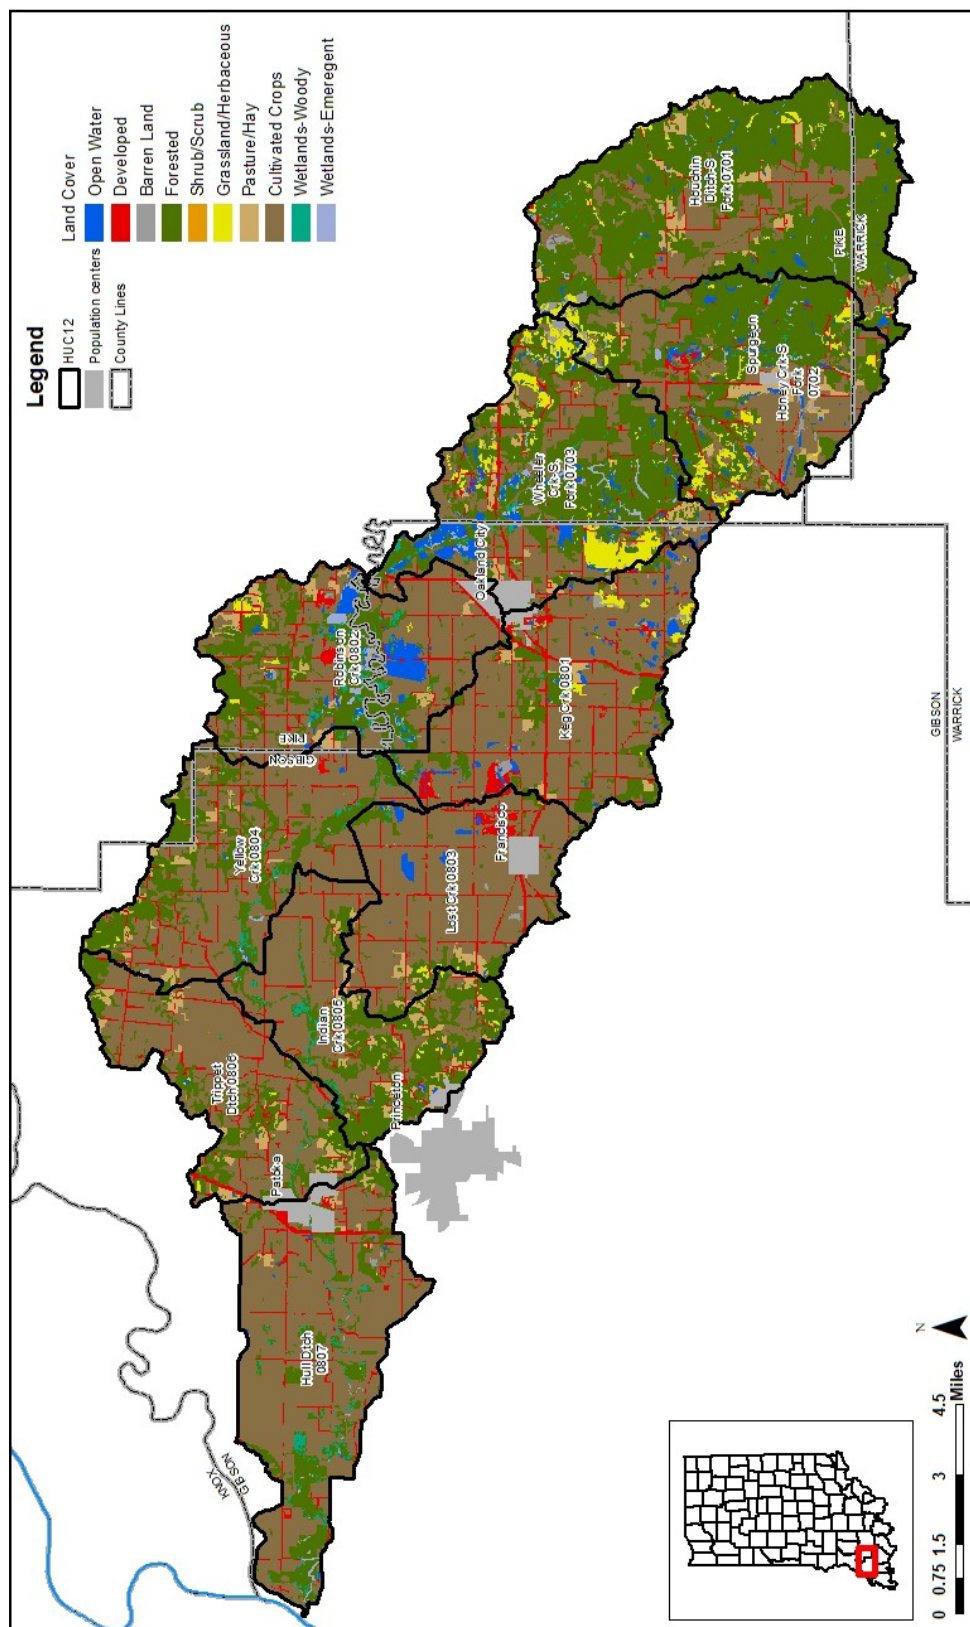 Legend
HUC12
Population centers
County Lines
Land Cover
Open Water
Developed
Barren Land
Forested
Shrub/Scrub
Grassland/Herbaceous
Pasture/Hay
Cultivated Crops
Wetlands-Woody
Wetlands-Emeregent
KNOX
GIBSON
Hull Dtch
0807
Patoka
Trippet
Dtch 0806
Princeton
Indian
Crk 0805
Yellow
Crk 0804
Lost Crk 0803
Francisco
GIBSON
PIKE
Robinson
Crk 0802
Keg Crk 0801
Oakland City
Wheeler
Crk-S.
Fork 0703
Spurgeon
Honey Crk-S
Fork
0702
Houchin
Ditch-S
Fork 0701
PIKE
WARRICK
GIBSON
WARRICK
N
0 0.75 1.5 3 4.5
Miles